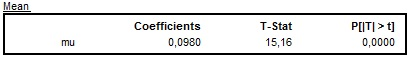 Mean
Coefficients T-Stat P[|T| > t]
mu 0,0980 15,16 0,0000